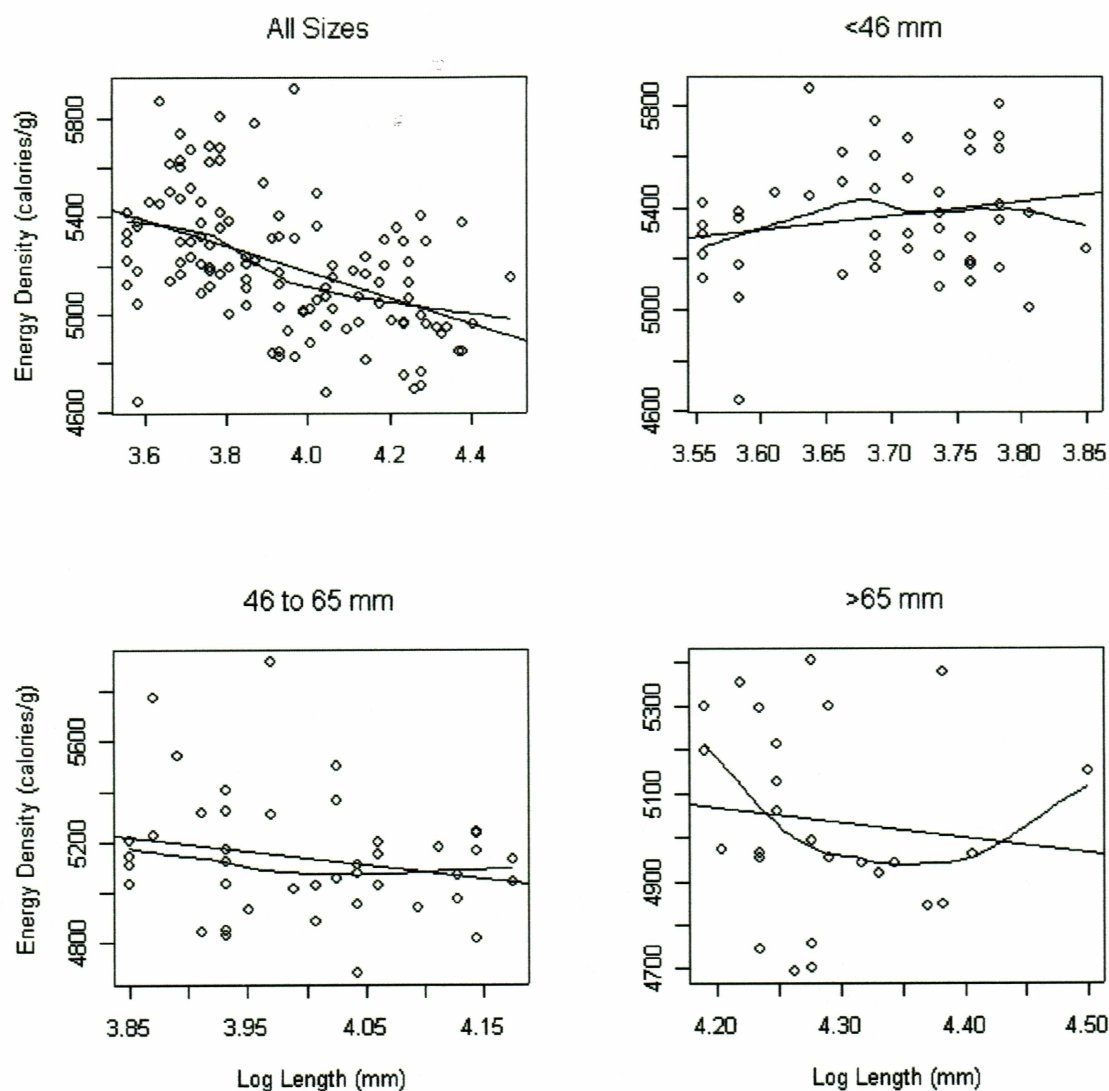 All Sizes
Energy Density (calories/g)
4600 5000 5400 5800
3.6 3.8 4.0 4.2 4.4
<46 mm
4600 5000 5400 5800
3.55 3.60 3.65 3.70 3.75 3.80 3.85
46 to 65 mm
Energy Density (calories/g)
4800 5200 5600
3.85 3.95 4.05 4.15
Log Length (mm)
>65 mm
4700 4900 5100 5300
4.20 4.30 4.40 4.50
Log Length (mm)